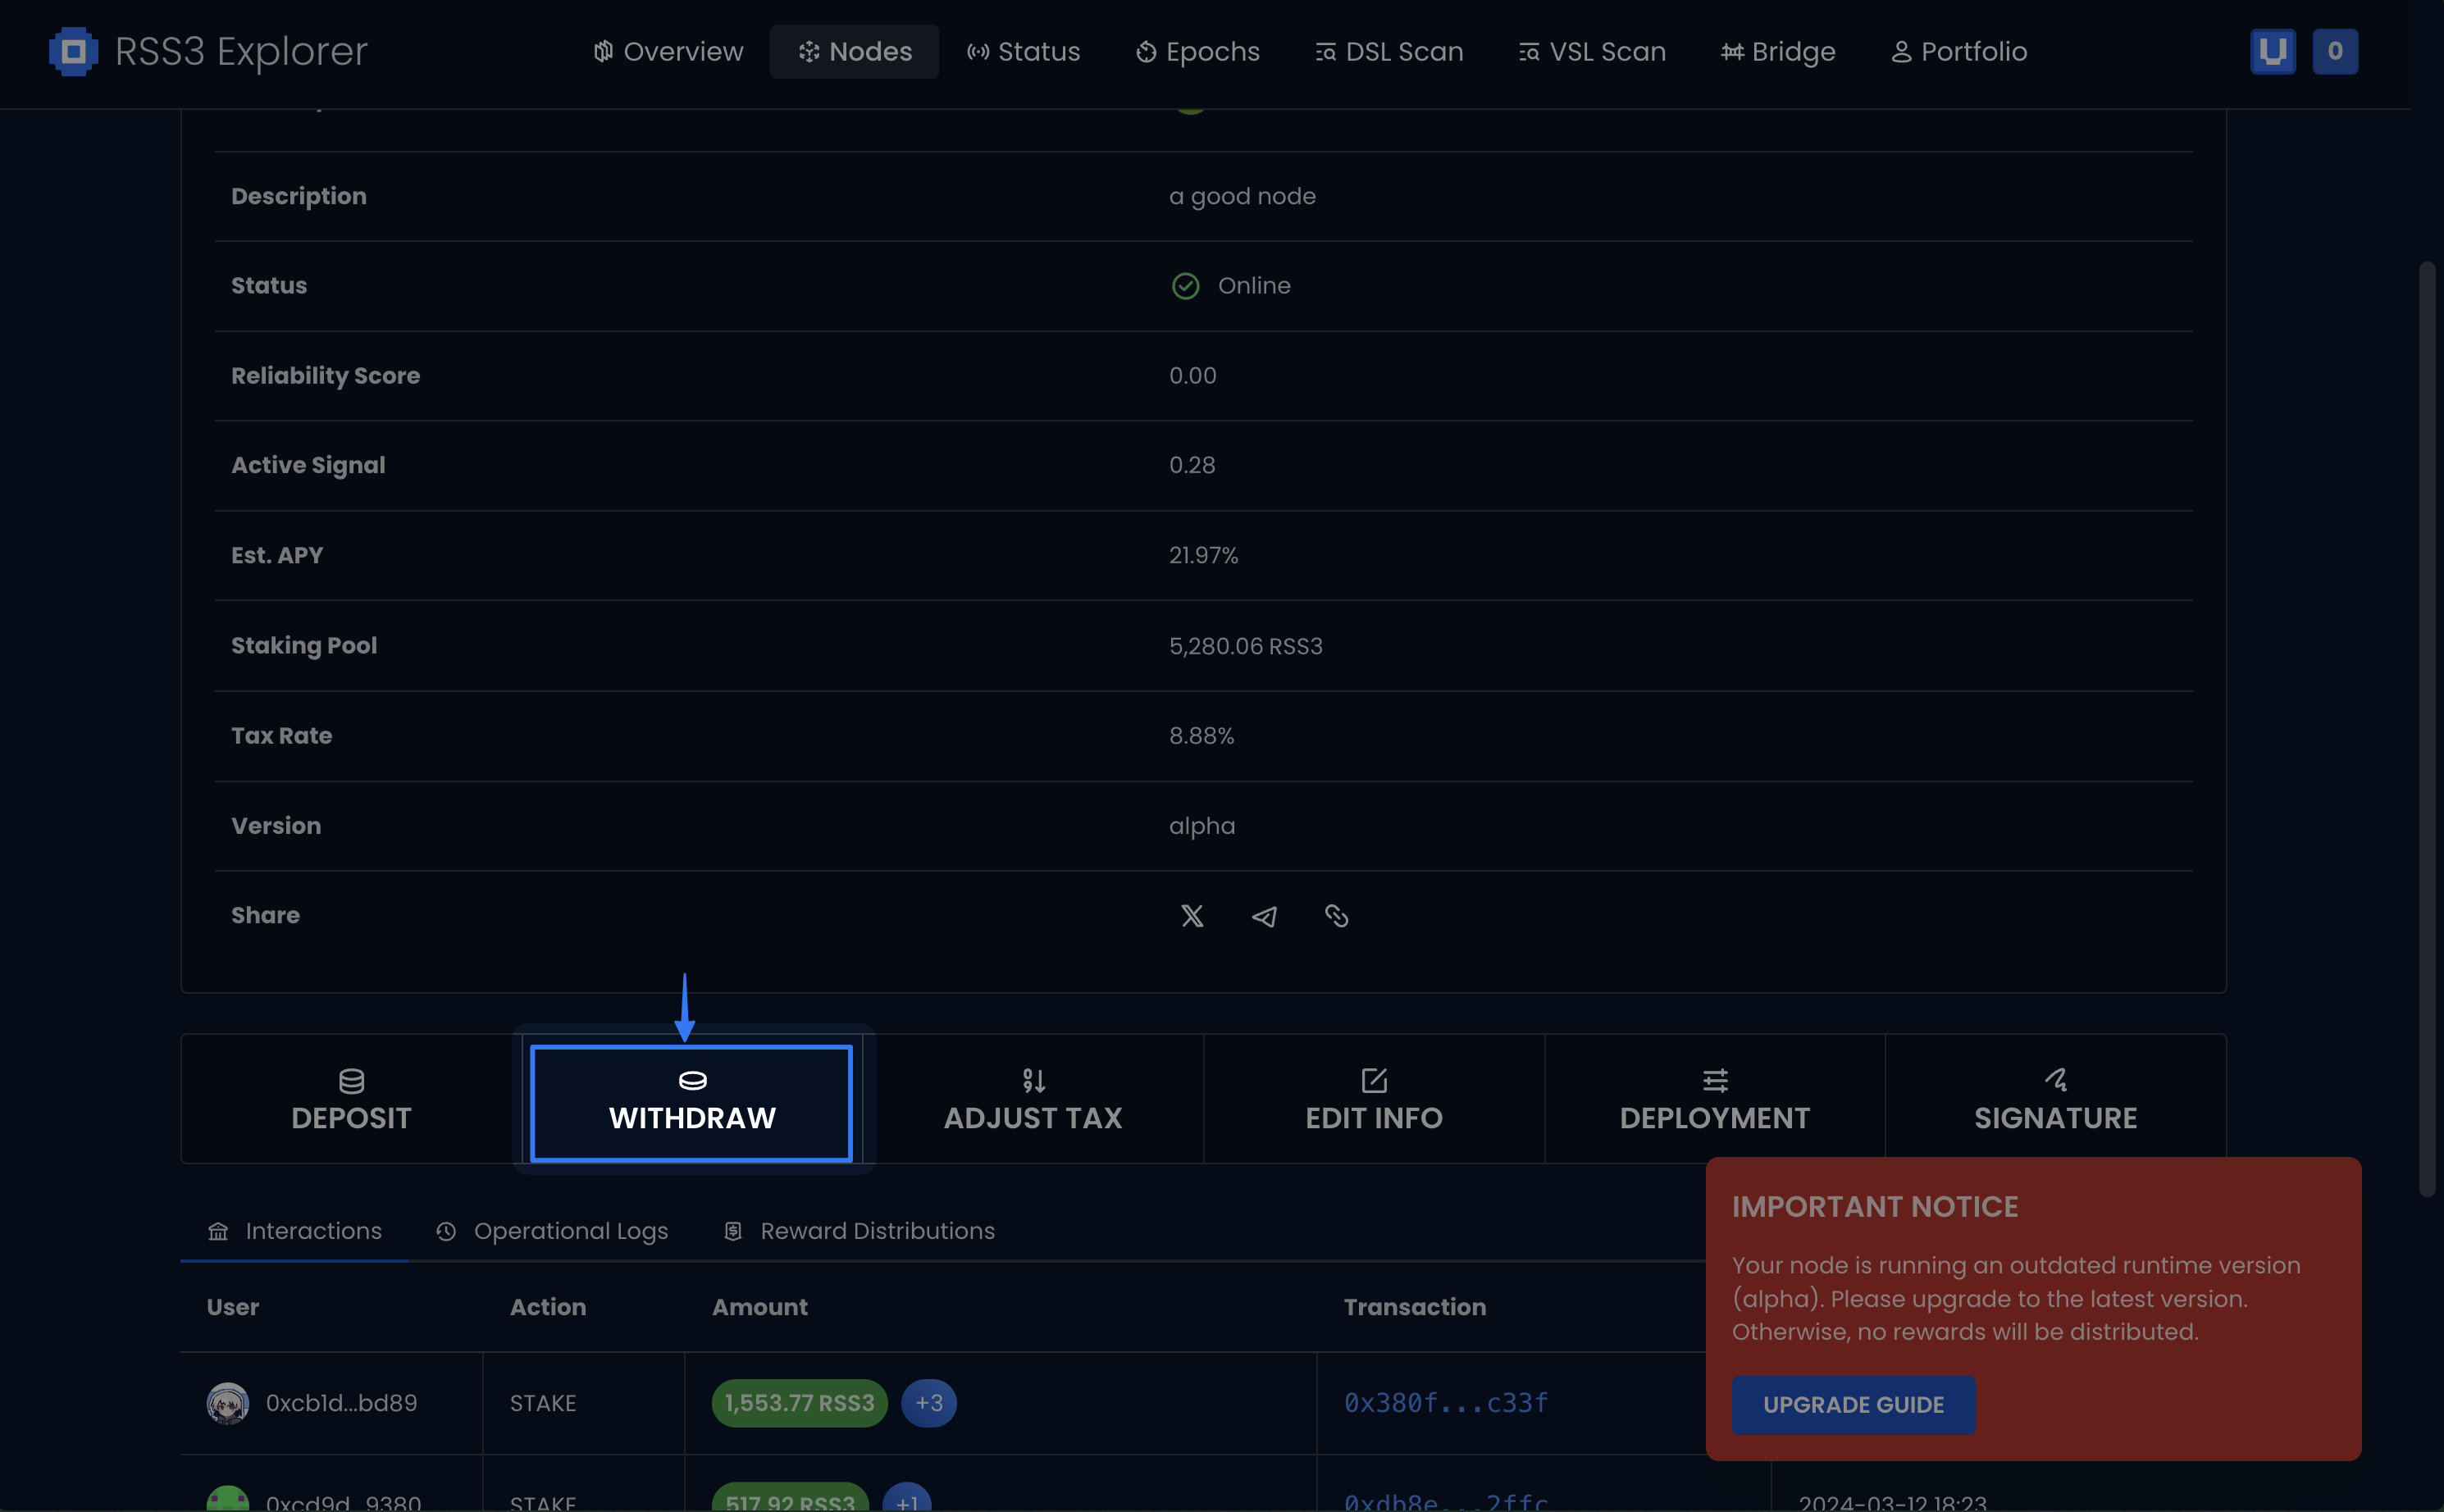 RSS3 Explorer
Overview
Nodes
Status
Epochs
DSL Scan
VSL Scan
Bridge
Portfolio
0
Description
a good node
Status
Online
Reliability Score
0.00
Active Signal
0.28
Est. APY
21.97%
Staking Pool
5,280.06 RSS3
Tax Rate
8.88%
Version
alpha
Share
DEPOSIT
WITHDRAW
ADJUST TAX
EDIT INFO
DEPLOYMENT
SIGNATURE
Interactions
Operational Logs
Reward Distributions
User
Action
Amount
Transaction
0xcb1d...bd89
STAKE
1,553.77 RSS3
+3
0x380f...c33f
0xcd9d...9380
STAKE
517.92 RSS3
+1
0xdb8e...2ffc
2024-03-12 18:23
IMPORTANT NOTICE
Your node is running an outdated runtime version
(alpha). Please upgrade to the latest version.
Otherwise, no rewards will be distributed.
UPGRADE GUIDE